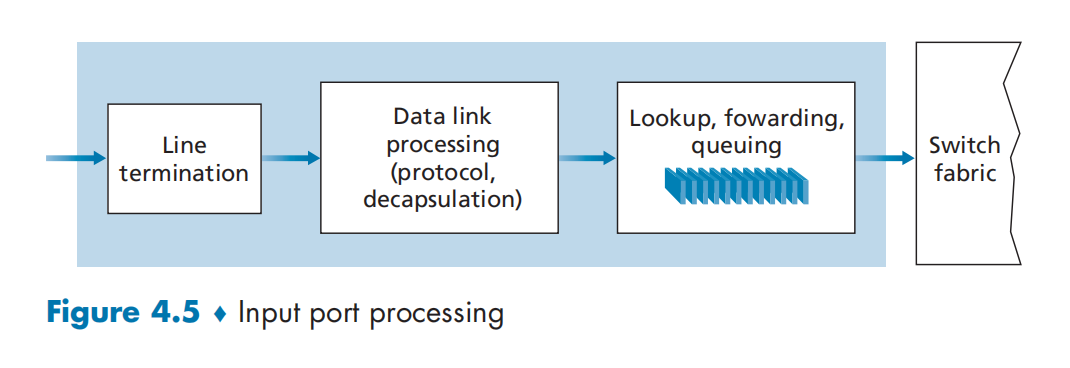 Line
termination
Data link
processing
(protocol,
decapsulation)
Lookup, fowarding,
queuing
Switch
fabric
Figure 4.5 ♦ Input port processing